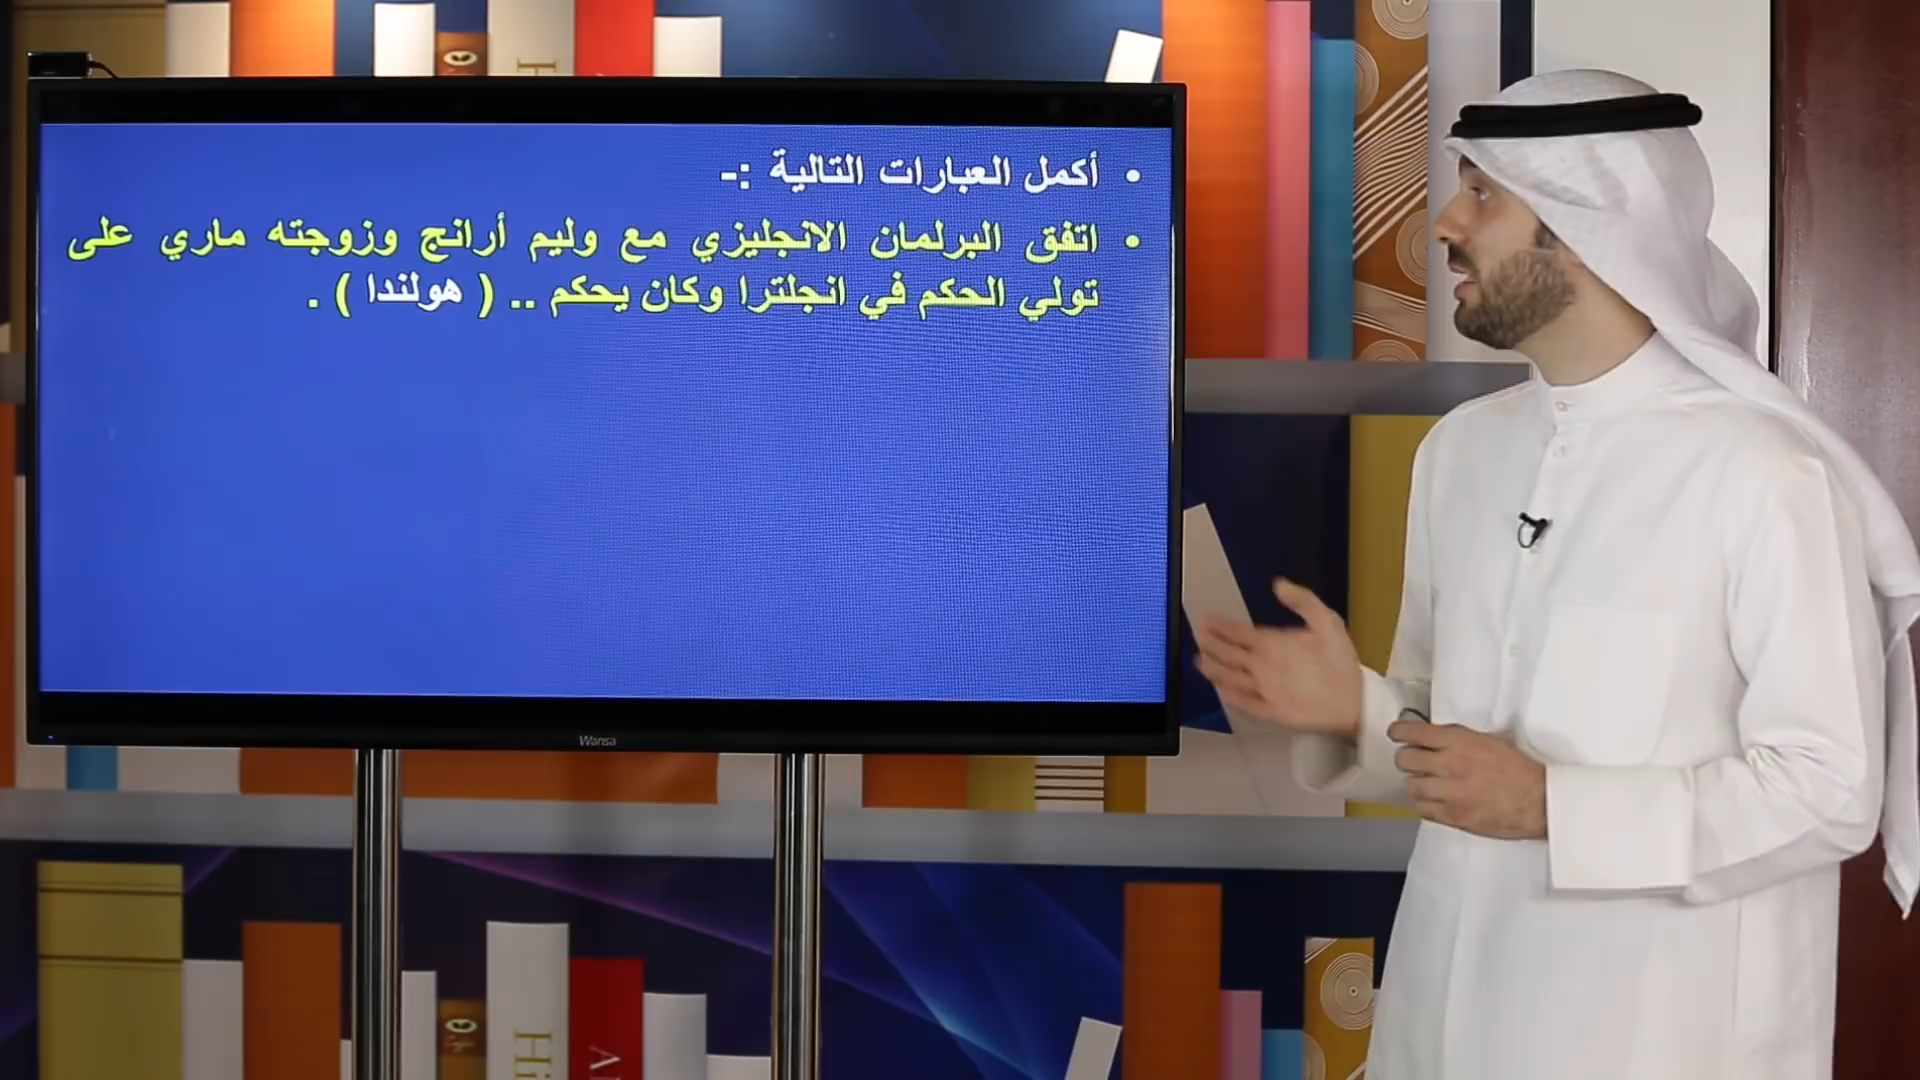 • أكمل العبارات التالية :-
• اتفق البرلمان الانجليزي مع وليم أرانج وزوجته ماري على
تولي الحكم في انجلترا وكان يحكم .. ( هولندا ) .
Wansa